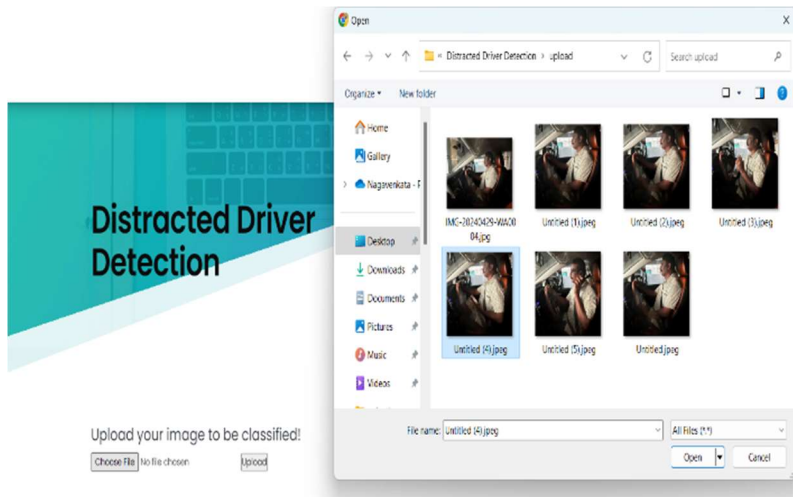 Distracted Driver
Detection
Upload your image to be classified!
Choose File No file chosen Upload
Open
« Distracted Driver Detection › upload
Search upload
Organize
New folder
Home
Gallery
Nagavenkata - P
Desktop
Downloads
Documents
Pictures
Music
Videos
IMG-20240429-WA00
04.jpg
Untitled (1).jpeg
Untitled (2).jpeg
Untitled (3).jpeg
Untitled (4).jpeg
Untitled (5).jpeg
Untitled.jpeg
File name: Untitled (4).jpeg
All Files (*.*)
Open
Cancel